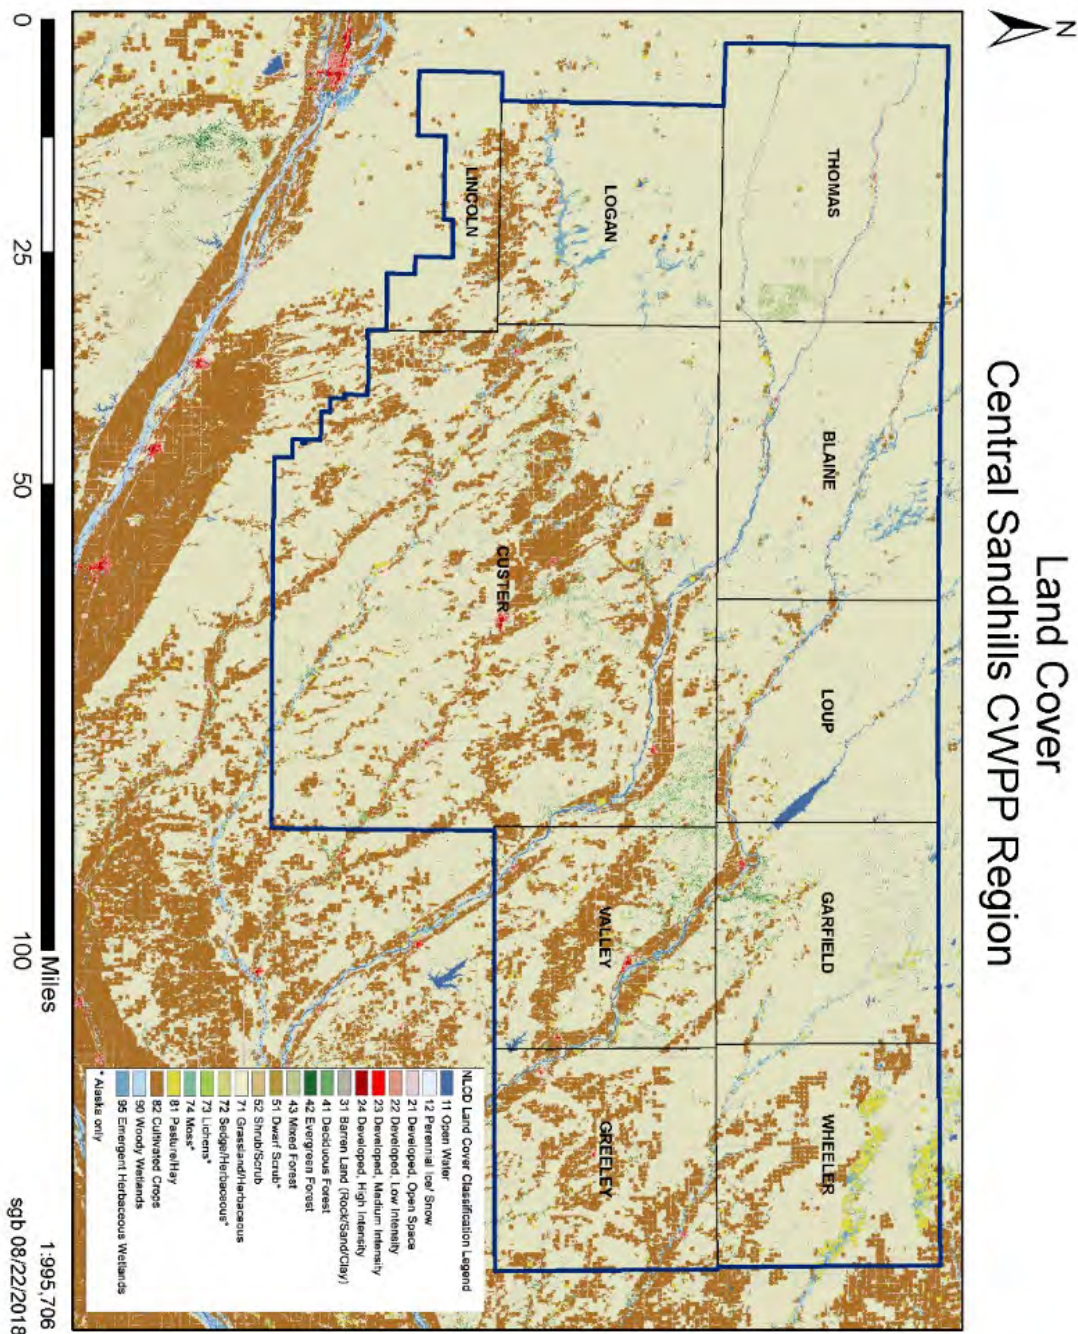 Land Cover
Central Sandhills CWPP Region
N
THOMAS
BLAINE
LOUP
GARFIELD
WHEELER
LOGAN
LINCOLN
CUSTER
VALLEY
GREELEY
NLCD Land Cover Classification Legend
11 Open Water
12 Perennial Ice/ Snow
21 Developed, Open Space
22 Developed, Low Intensity
23 Developed, Medium Intensity
24 Developed, High Intensity
31 Barren Land (Rock/Sand/Clay)
41 Deciduous Forest
42 Evergreen Forest
43 Mixed Forest
51 Dwarf Scrub*
52 Shrub/Scrub
71 Grassland/Herbaceous
72 Sedge/Herbaceous*
73 Lichens*
74 Moss*
81 Pasture/Hay
82 Cultivated Crops
90 Woody Wetlands
95 Emergent Herbaceous Wetlands
* Alaska only
0 25 50 100 Miles
1:995,706
sgb 08/22/2018